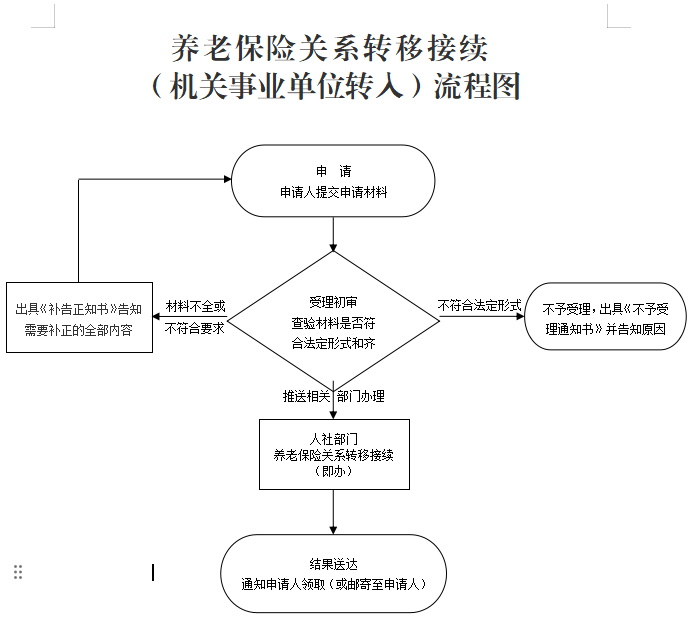 养老保险关系转移接续
（机关事业单位转入）流程图
申 请
申请人提交申请材料
出具《补告正知书》告知
需要补正的全部内容
材料不全或
不符合要求
受理初审
查验材料是否符
合法定形式和齐
不符合法定形式
不予受理，出具《不予受
理通知书》并告知原因
推送相关 部门办理
人社部门
养老保险关系转移接续
（即办）
结果送达
通知申请人领取（或邮寄至申请人）